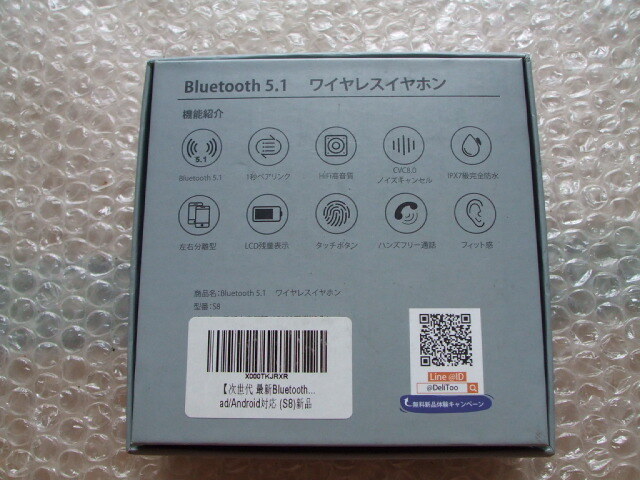 Bluetooth 5.1 ワイヤレスイヤホン
機能紹介
5.1
Bluetooth 5.1
1秒ペアリンク
HiFi高音質
CVC8.0
ノイズキャンセル
IPX7級完全防水
左右分離型
LCD残量表示
タッチボタン
ハンズフリー通話
フィット感
商品名:Bluetooth 5.1 ワイヤレスイヤホン
型番:S8
X000TKJRXR
【次世代 最新Bluetooth...
ad/Android対応 (S8)新品
Line @ID
@DeliToo
無料新品体験キャンペーン